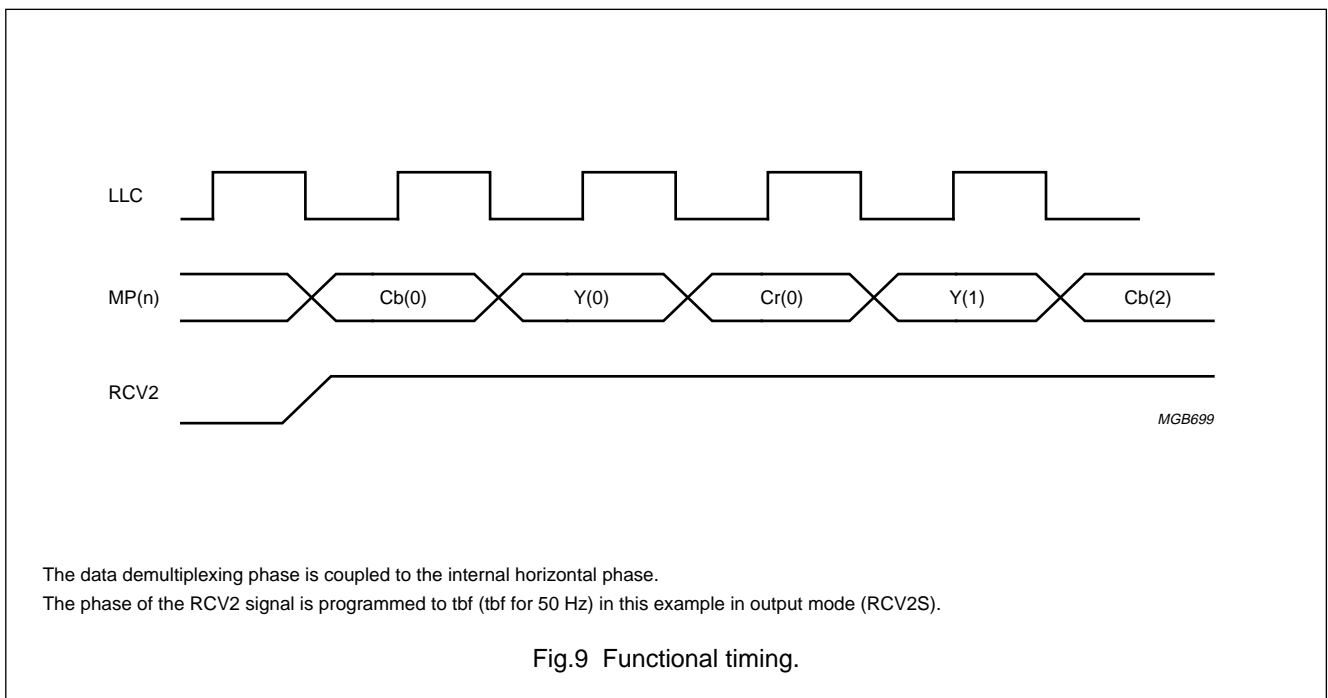 LLC
MP(n) Cb(0) Y(0) Cr(0) Y(1) Cb(2)
RCV2
MGB699
The data demultiplexing phase is coupled to the internal horizontal phase.
The phase of the RCV2 signal is programmed to tbf (tbf for 50 Hz) in this example in output mode (RCV2S).
Fig.9 Functional timing.